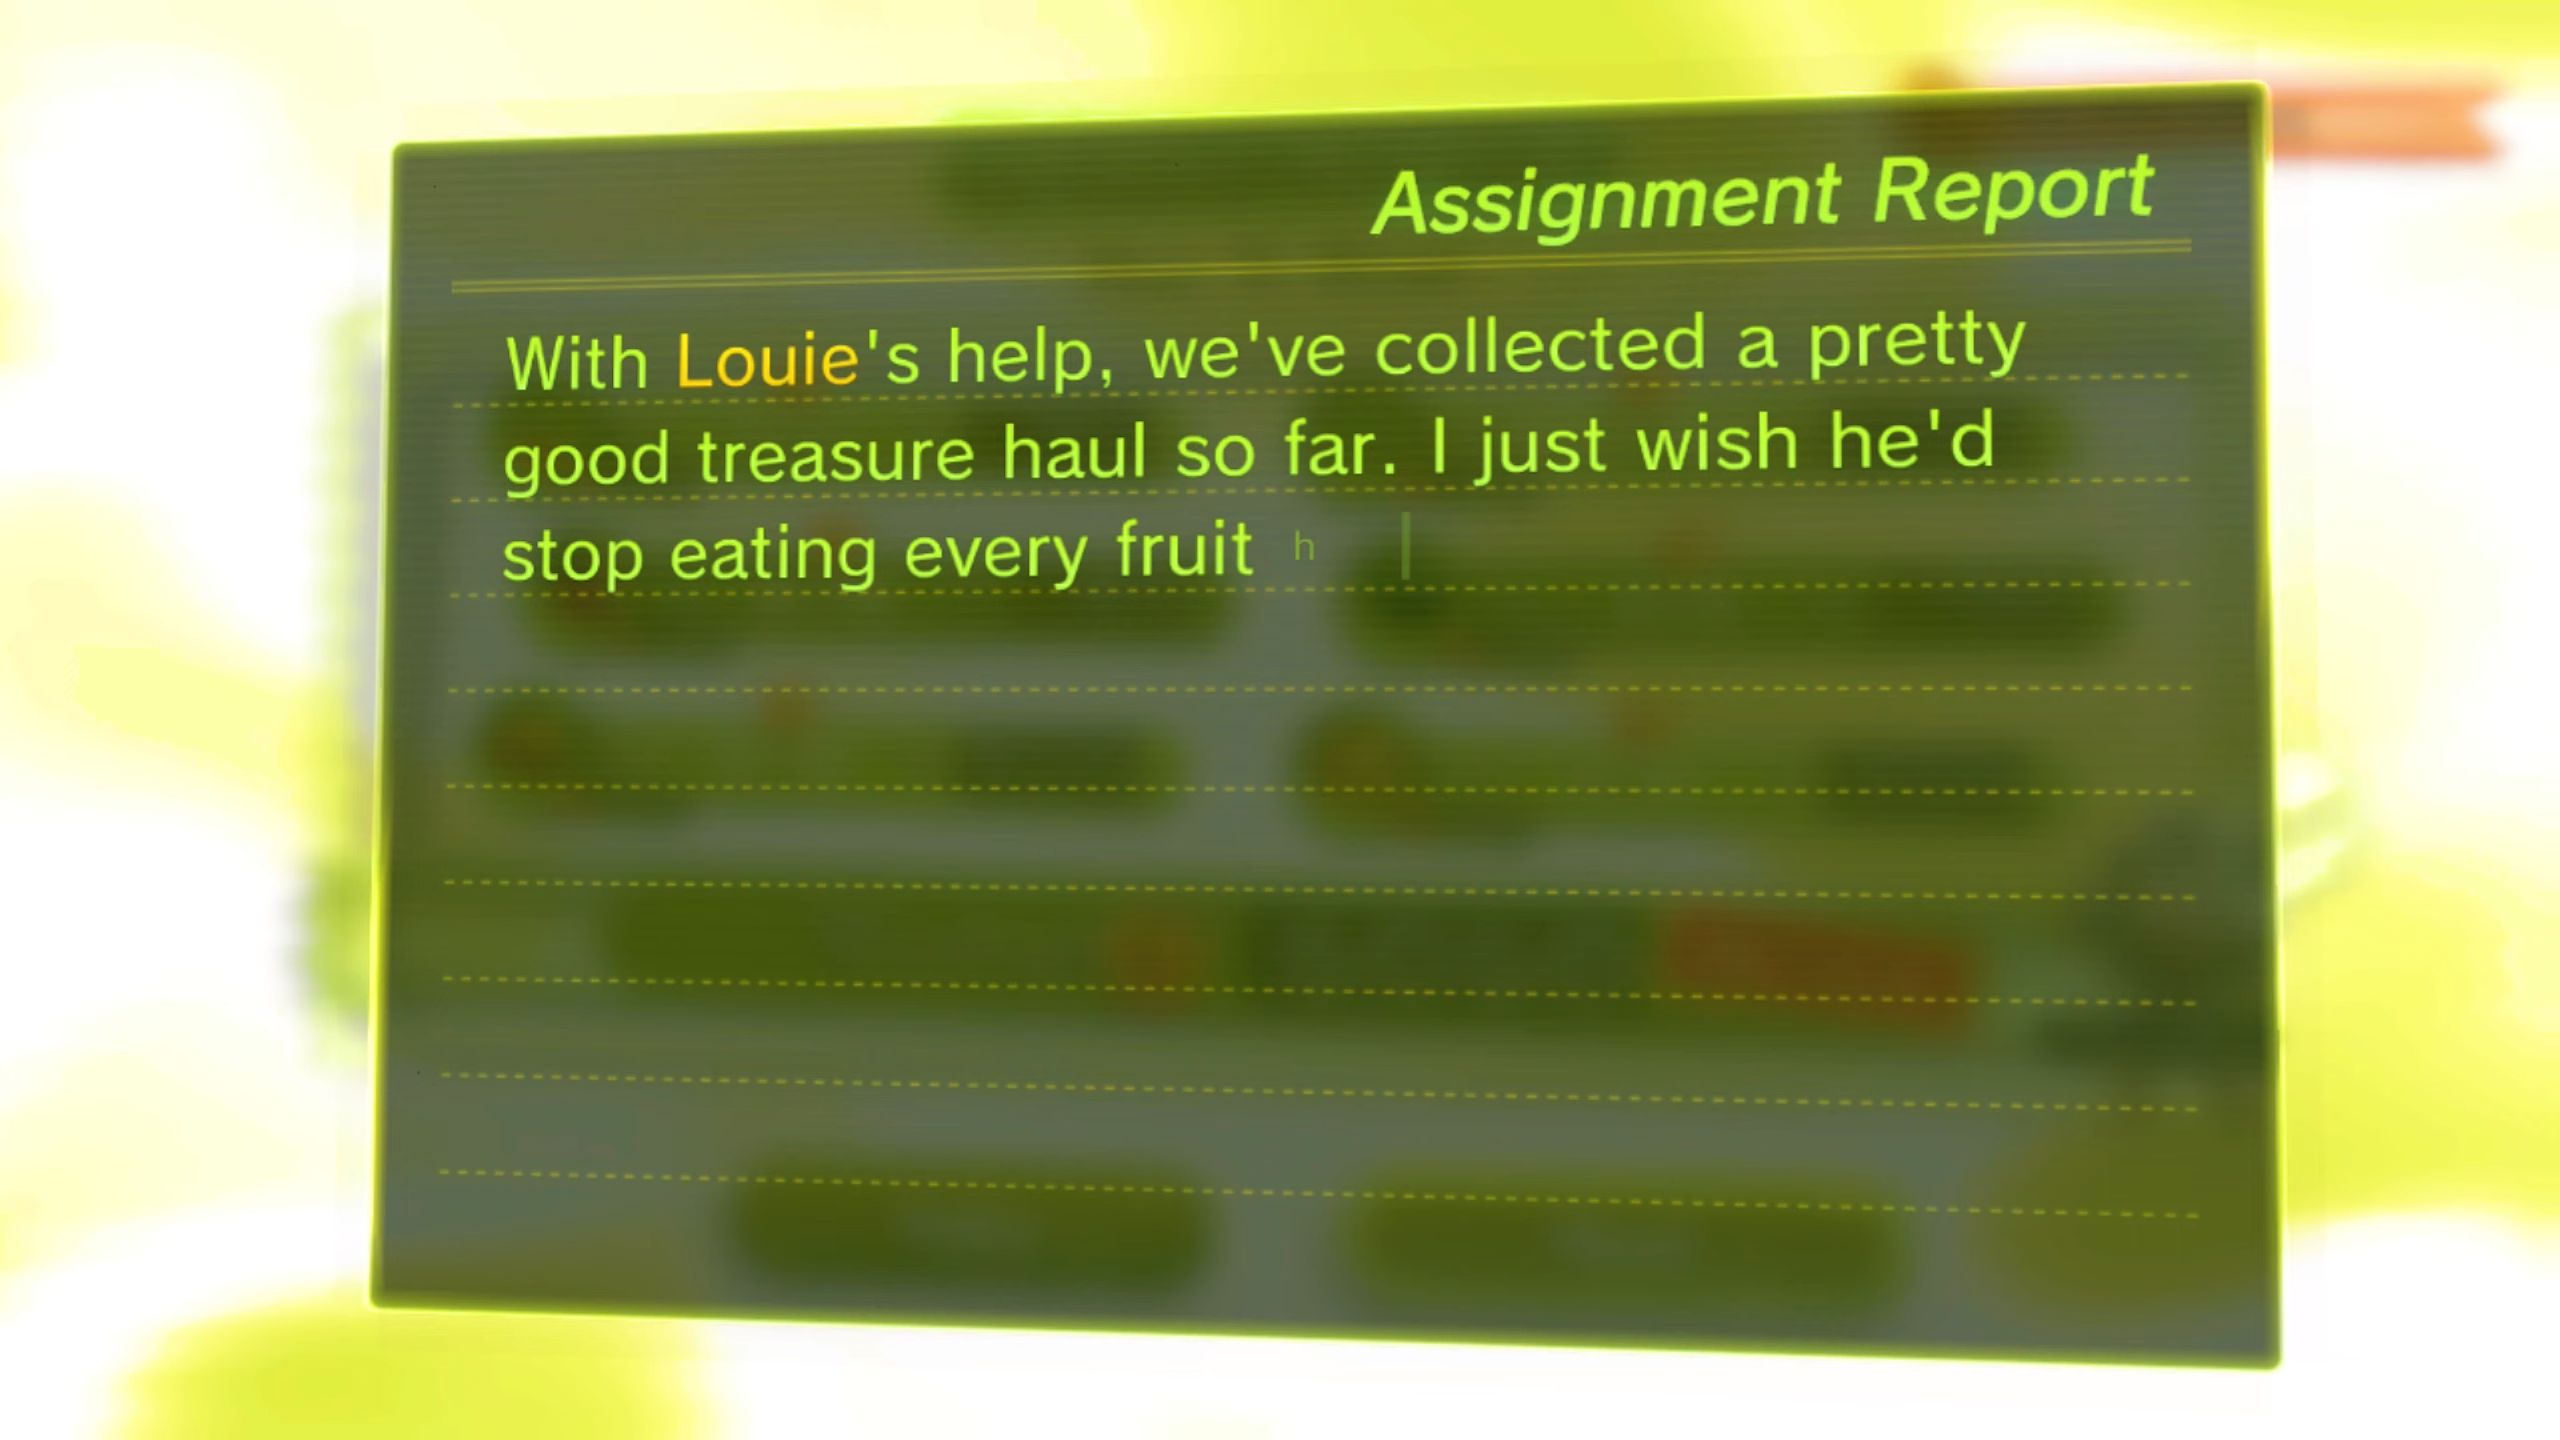 Assignment Report
With Louie's help, we've collected a pretty
good treasure haul so far. I just wish he'd
stop eating every fruit h